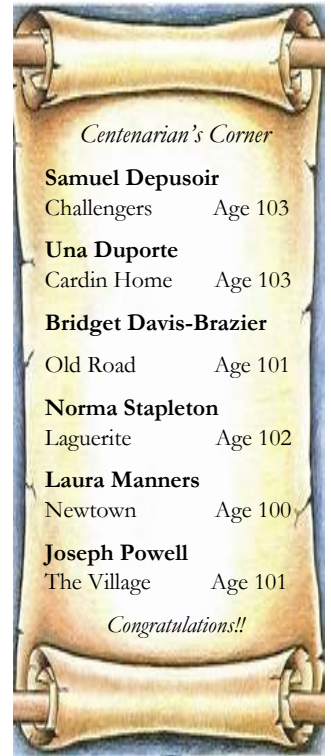 Centenarian's Corner
Samuel Depusoir
Challengers Age 103
Una Duporte
Cardin Home Age 103
Bridget Davis-Brazier
Old Road Age 101
Norma Stapleton
Laguerite Age 102
Laura Manners
Newtown Age 100
Joseph Powell
The Village Age 101
Congratulations!!